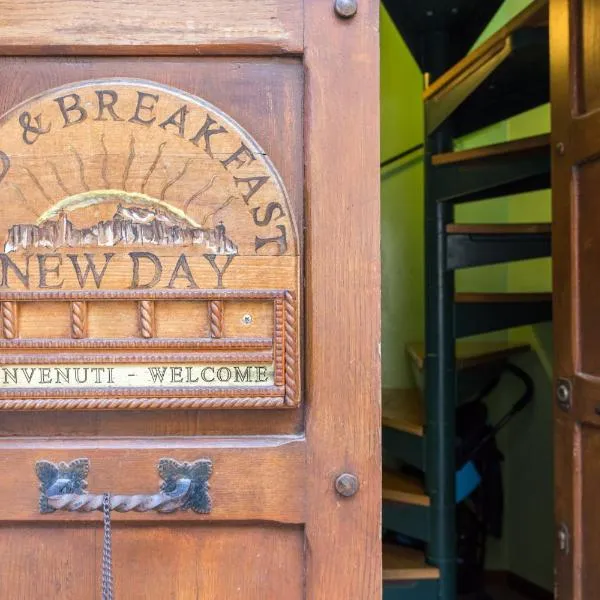 & BREAKFAST
NEW DAY
NVENUTI - WELCOME